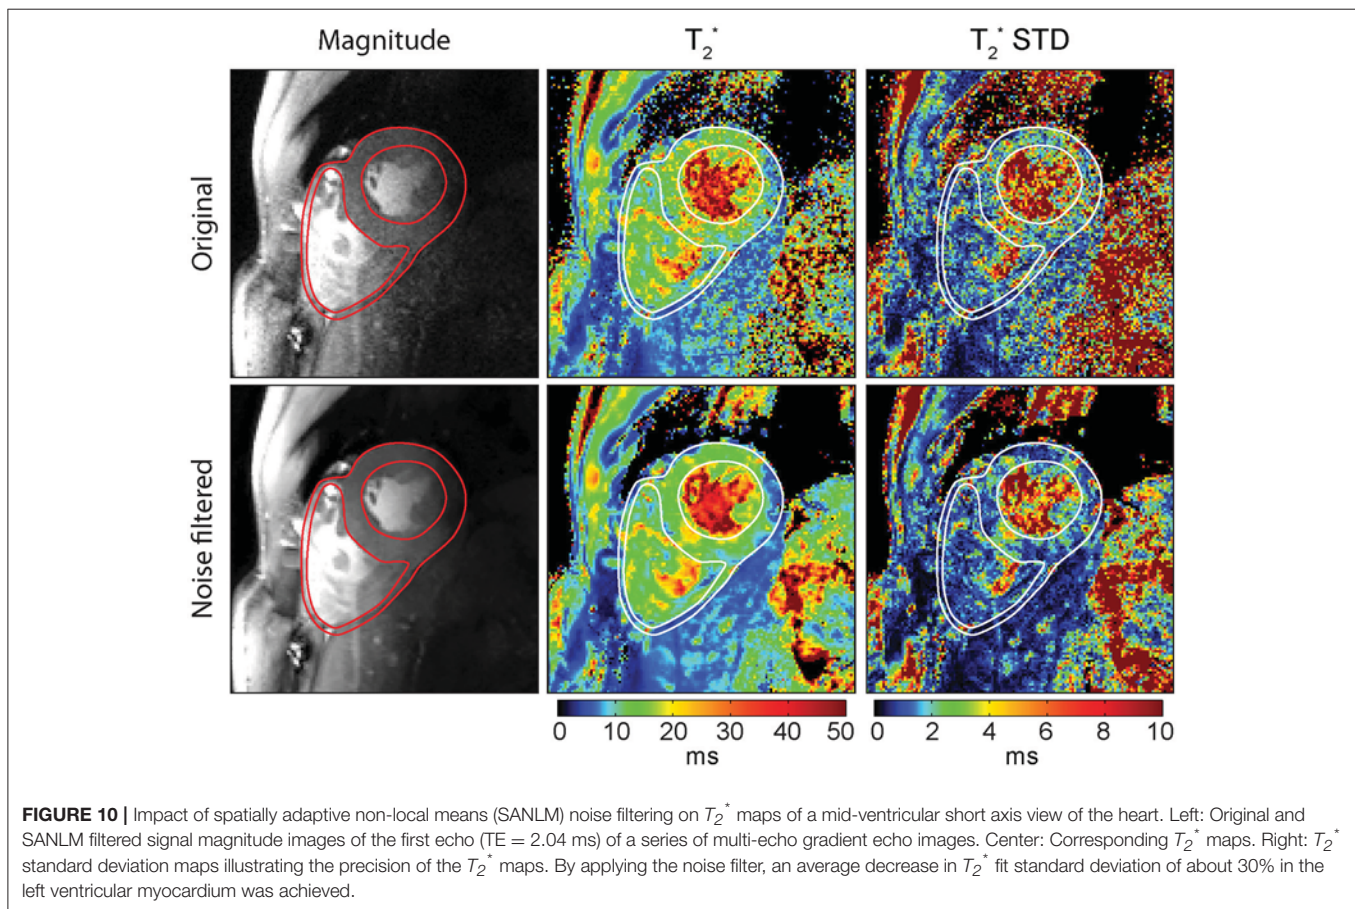 Magnitude T2* T2* STD
Original
Noise filtered
0 10 20 30 40 50 0 2 4 6 8 10
ms ms
FIGURE 10 | Impact of spatially adaptive non-local means (SANLM) noise filtering on T2* maps of a mid-ventricular short axis view of the heart. Left: Original and
SANLM filtered signal magnitude images of the first echo (TE = 2.04 ms) of a series of multi-echo gradient echo images. Center: Corresponding T2* maps. Right: T2*
standard deviation maps illustrating the precision of the T2* maps. By applying the noise filter, an average decrease in T2* fit standard deviation of about 30% in the
left ventricular myocardium was achieved.